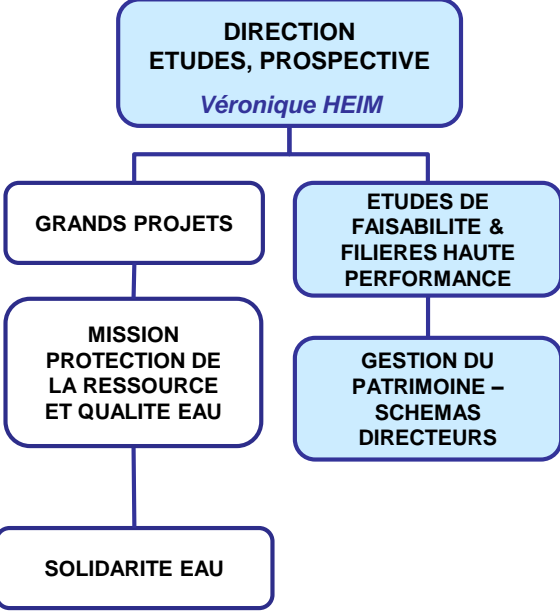 DIRECTION
ETUDES, PROSPECTIVE
Véronique HEIM
GRANDS PROJETS
MISSION
PROTECTION DE
LA RESSOURCE
ET QUALITE EAU
SOLIDARITE EAU
ETUDES DE
FAISABILITE &
FILIERES HAUTE
PERFORMANCE
GESTION DU
PATRIMOINE –
SCHEMAS
DIRECTEURS